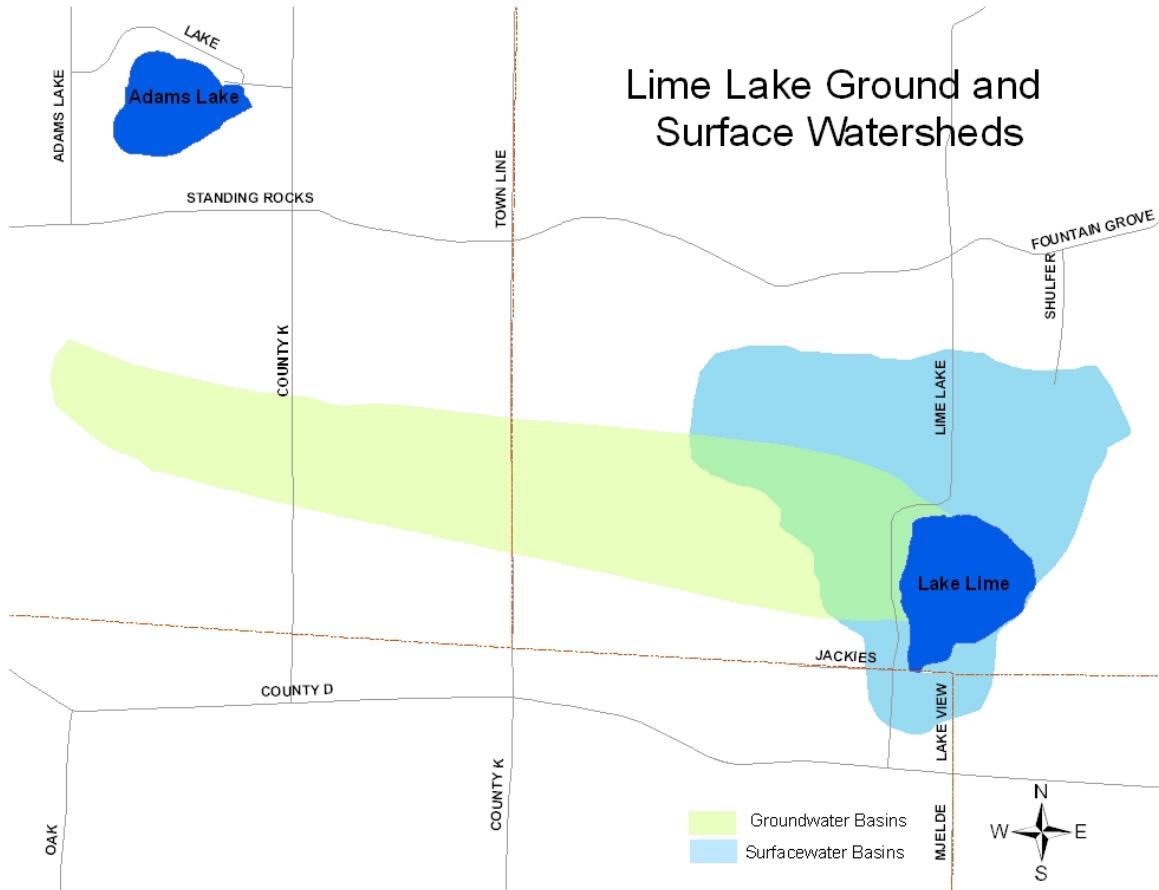 LAKE
ADAMS LAKE
Adams Lake
Lime Lake Ground and
Surface Watersheds
STANDING ROCKS
TOWN LINE
FOUNTAIN GROVE
SHULFER
COUNTY K
LIME LAKE
Lake Lime
JACKIES
COUNTY D
LAKE VIEW
OAK
COUNTY K
MJELDE
Groundwater Basins
Surfacewater Basins
N
W
E
S